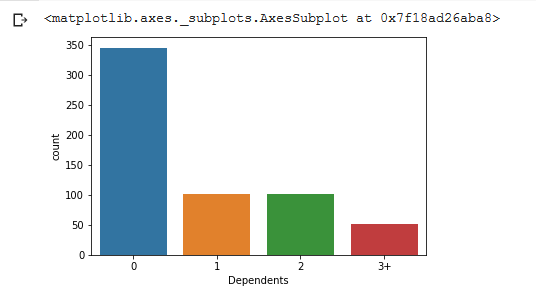 <matplotlib.axes._subplots.AxesSubplot at 0x7f18ad26aba8>
350
300
250
200
150
100
50
0
count
0 1 2 3+
Dependents